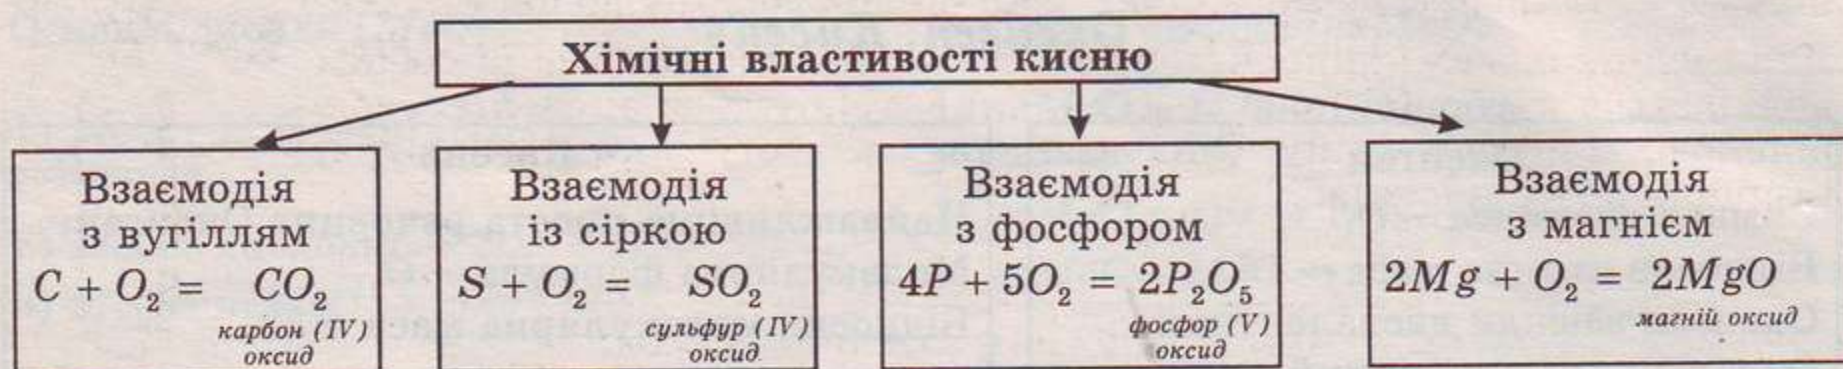 Хімічні властивості кисню
Взаємодія
з вугіллям
C + O₂ = CO₂
карбон (IV)
оксид
Взаємодія
із сіркою
S + O₂ = SO₂
сульфур (IV)
оксид
Взаємодія
з фосфором
4P + 5O₂ = 2P₂O₅
фосфор (V)
оксид
Взаємодія
з магнієм
2Mg + O₂ = 2MgO
магній оксид